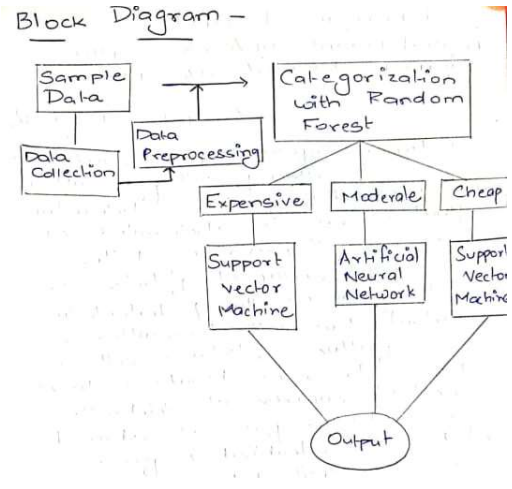 Block Diagram -
Sample
Data
Categorization
with Random
Forest
Data
Preprocessing
Data
Collection
Expensive
Moderate
Cheap
Support
vector
Machine
Artificial
Neural
Network
Support
Vector
Machine
Output